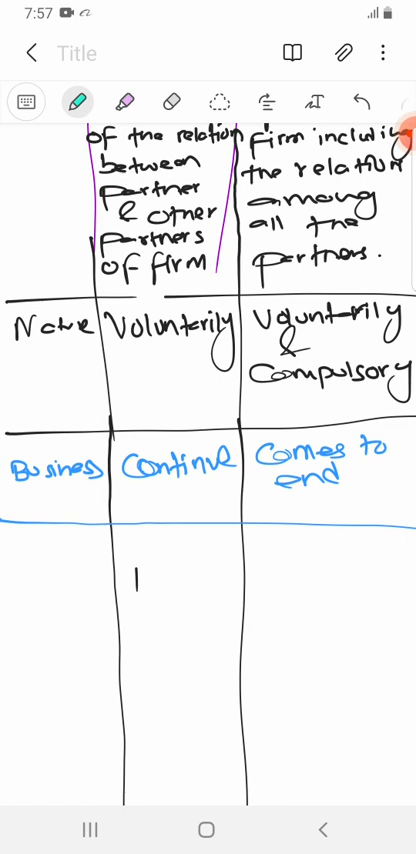 7:57
Title
of the relation
between
partner
& other
partners
of firm
firm including
the relation
among
all the
partners.
Nature
Voluntarily
Voluntarily
&
Compulsory
Business
Continue
Comes to
end